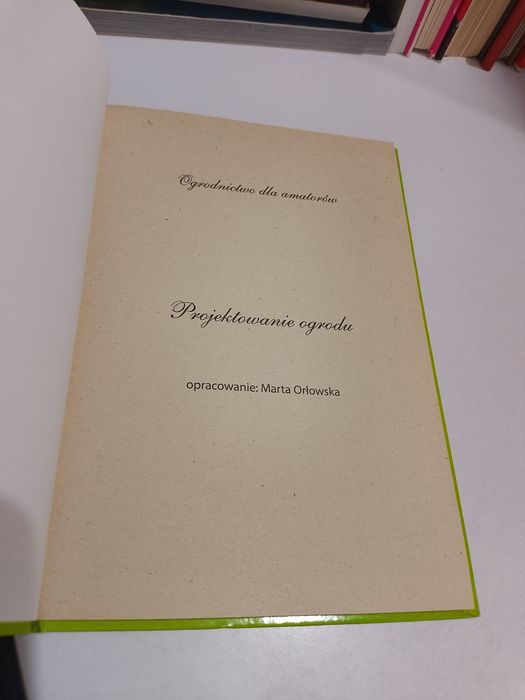 Ogrodnictwo dla amatorów
Projektowanie ogrodu
opracowanie: Marta Orłowska